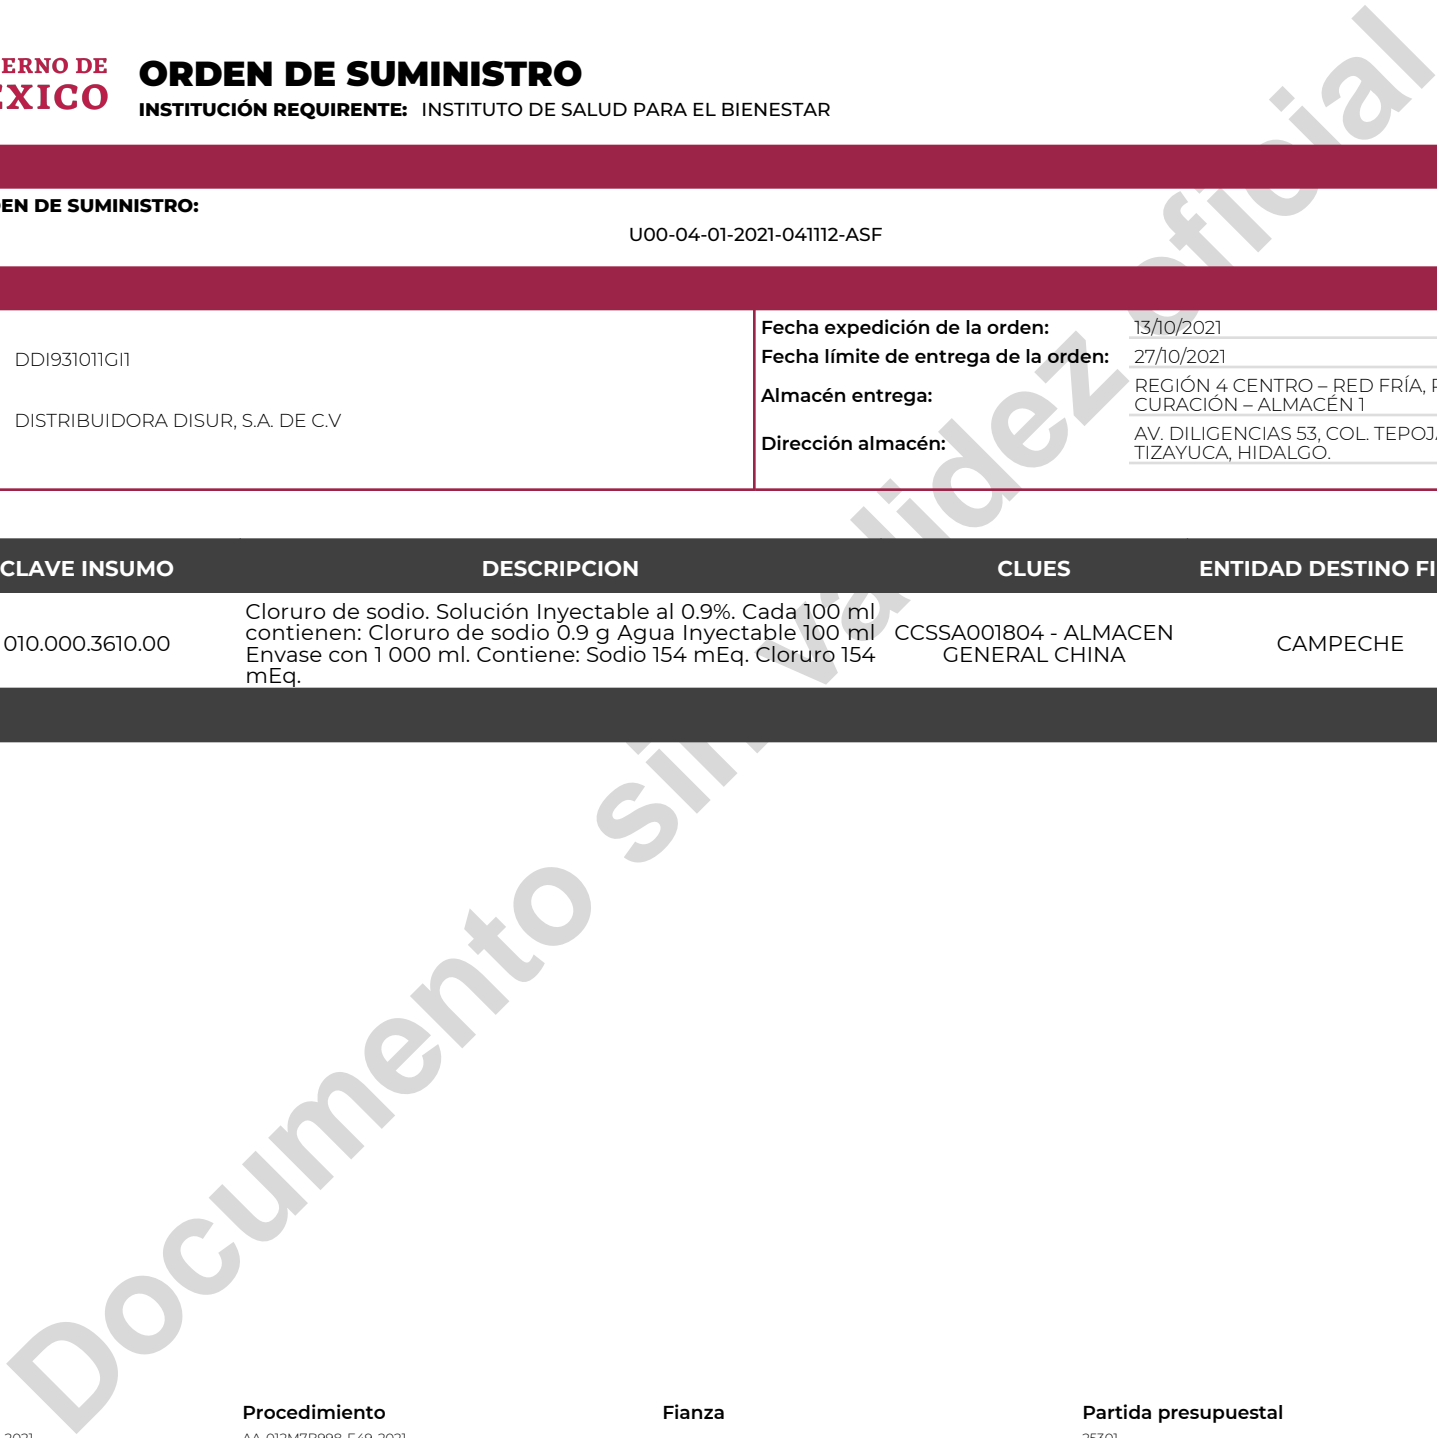 ERNO DE
ÉXICO
ORDEN DE SUMINISTRO
INSTITUCIÓN REQUIRENTE: INSTITUTO DE SALUD PARA EL BIENESTAR
EN DE SUMINISTRO:
U00-04-01-2021-041112-ASF
DDI931011GI1
DISTRIBUIDORA DISUR, S.A. DE C.V
Fecha expedición de la orden: 13/10/2021
Fecha límite de entrega de la orden: 27/10/2021
Almacén entrega: REGIÓN 4 CENTRO – RED FRÍA,
CURACIÓN – ALMACÉN 1
Dirección almacén: AV. DILIGENCIAS 53, COL. TEPOJ
TIZAYUCA, HIDALGO.
CLAVE INSUMO DESCRIPCION CLUES ENTIDAD DESTINO FI
010.000.3610.00
Cloruro de sodio. Solución Inyectable al 0.9%. Cada 100 ml
contienen: Cloruro de sodio 0.9 g Agua Inyectable 100 ml
Envase con 1 000 ml. Contiene: Sodio 154 mEq. Cloruro 154
mEq.
CCSSA001804 - ALMACEN
GENERAL CHINA
CAMPECHE
Documento sin validez oficial
Procedimiento Fianza Partida presupuestal